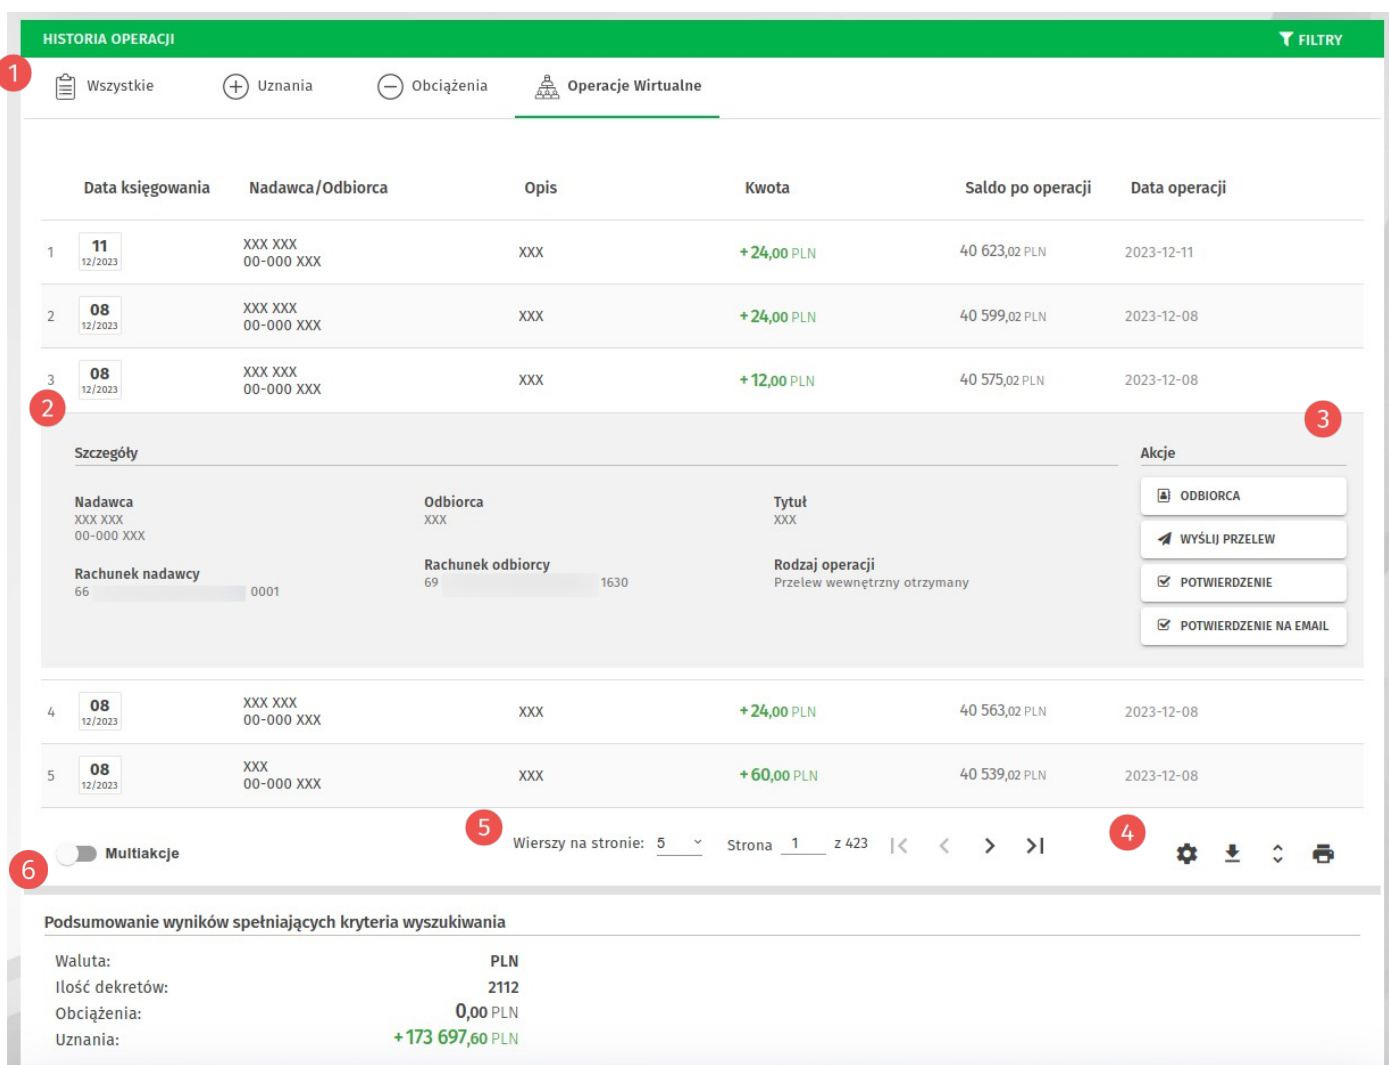 HISTORIA OPERACJI FILTRY
1
Wszystkie Uznania Obciążenia Operacje Wirtualne
Data księgowania Nadawca/Odbiorca Opis Kwota Saldo po operacji Data operacji
1 11 12/2023 XXX XXX 00-000 XXX XXX +24,00 PLN 40 623,02 PLN 2023-12-11
2 08 12/2023 XXX XXX 00-000 XXX XXX +24,00 PLN 40 599,02 PLN 2023-12-08
3 08 12/2023 XXX XXX 00-000 XXX XXX +12,00 PLN 40 575,02 PLN 2023-12-08
2 3
Szczegóły Akcje
Nadawca Odbiorca Tytuł ODBIORCA
XXX XXX XXX XXX
00-000 XXX WYŚLIJ PRZELEW
Rachunek nadawcy Rachunek odbiorcy Rodzaj operacji
66 0001 69 1630 Przelew wewnętrzny otrzymany POTWIERDZENIE
POTWIERDZENIE NA EMAIL
4 08 12/2023 XXX XXX 00-000 XXX XXX +24,00 PLN 40 563,02 PLN 2023-12-08
5 08 12/2023 XXX 00-000 XXX XXX +60,00 PLN 40 539,02 PLN 2023-12-08
5 4
Multiakcje Wierszy na stronie: 5 Strona 1 z 423
6
Podsumowanie wyników spełniających kryteria wyszukiwania
Waluta: PLN
Ilość dekretów: 2112
Obciążenia: 0,00 PLN
Uznania: +173 697,60 PLN